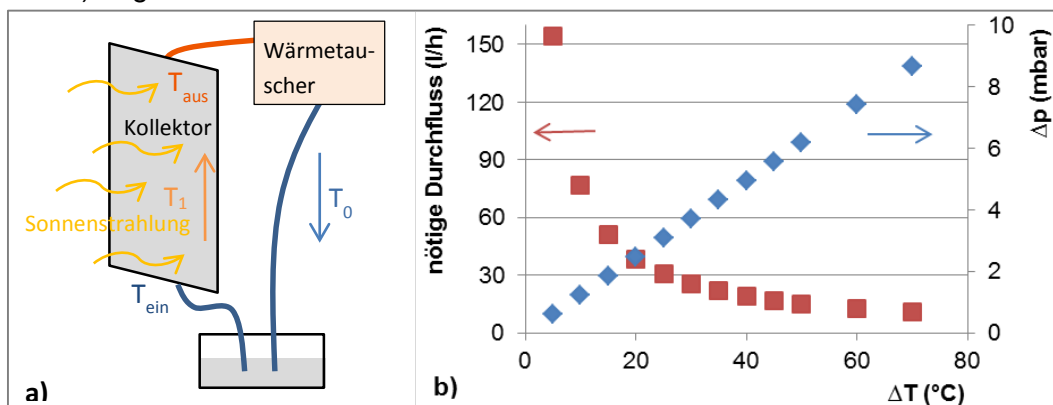 Wärmetau-
scher
T_aus
Kollektor
T_1
T_0
Sonnenstrahlung
T_ein
a)
nötige Durchfluss (l/h)
150
120
90
60
30
0
10
8
6
4
2
0
Δp (mbar)
0 20 40 60 80
b)
ΔT (°C)